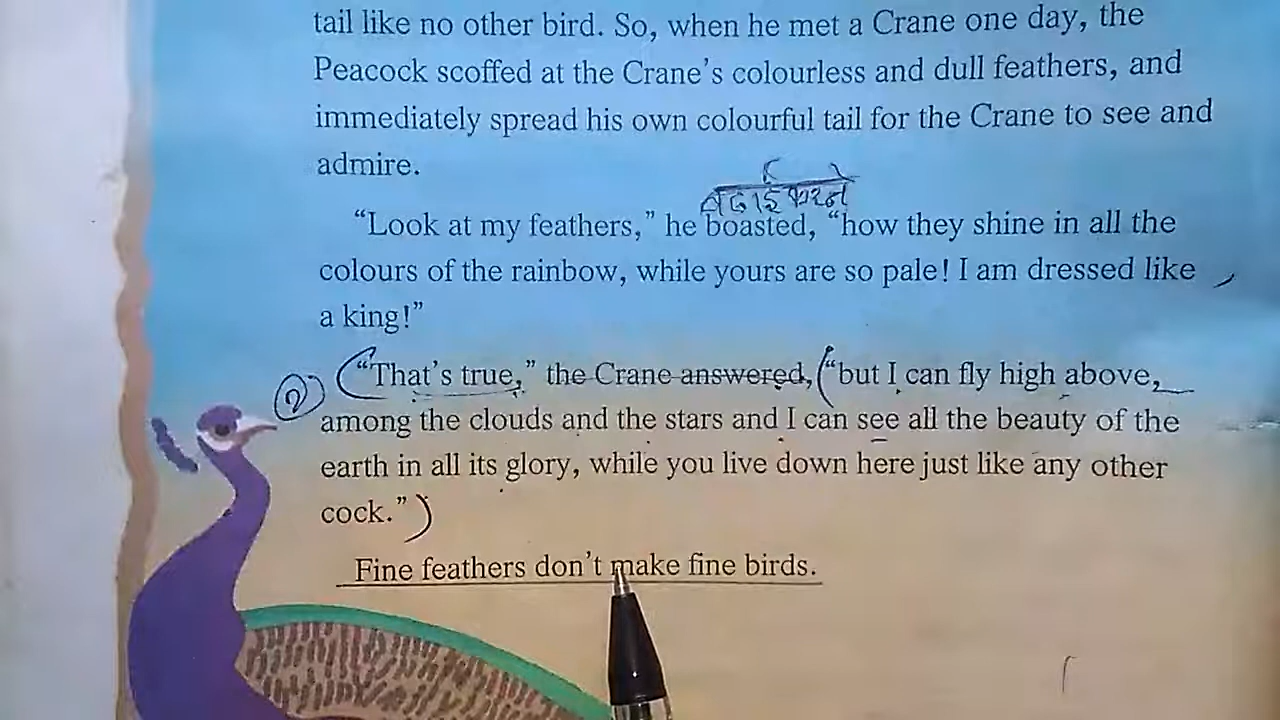 tail like no other bird. So, when he met a Crane one day, the
Peacock scoffed at the Crane's colourless and dull feathers, and
immediately spread his own colourful tail for the Crane to see and
admire.
बढाई करने
“Look at my feathers,” he boasted, “how they shine in all the
colours of the rainbow, while yours are so pale! I am dressed like
a king!”
“That's true,” the Crane answered, “but I can fly high above,
among the clouds and the stars and I can see all the beauty of the
earth in all its glory, while you live down here just like any other
cock.”
Fine feathers don't make fine birds.